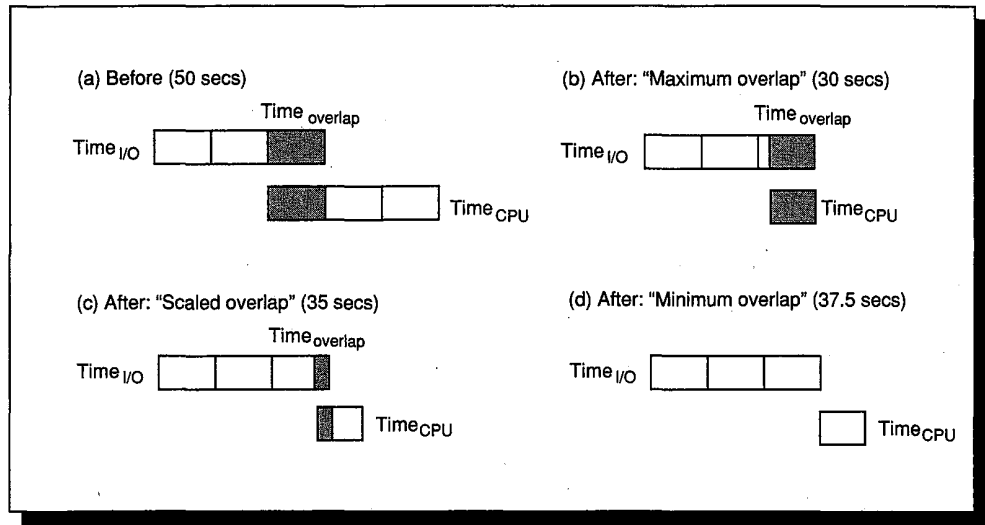 (a) Before (50 secs)
Time overlap
Time I/O
Time CPU
(b) After: "Maximum overlap" (30 secs)
Time overlap
Time I/O
Time CPU
(c) After: "Scaled overlap" (35 secs)
Time overlap
Time I/O
Time CPU
(d) After: "Minimum overlap" (37.5 secs)
Time I/O
Time CPU